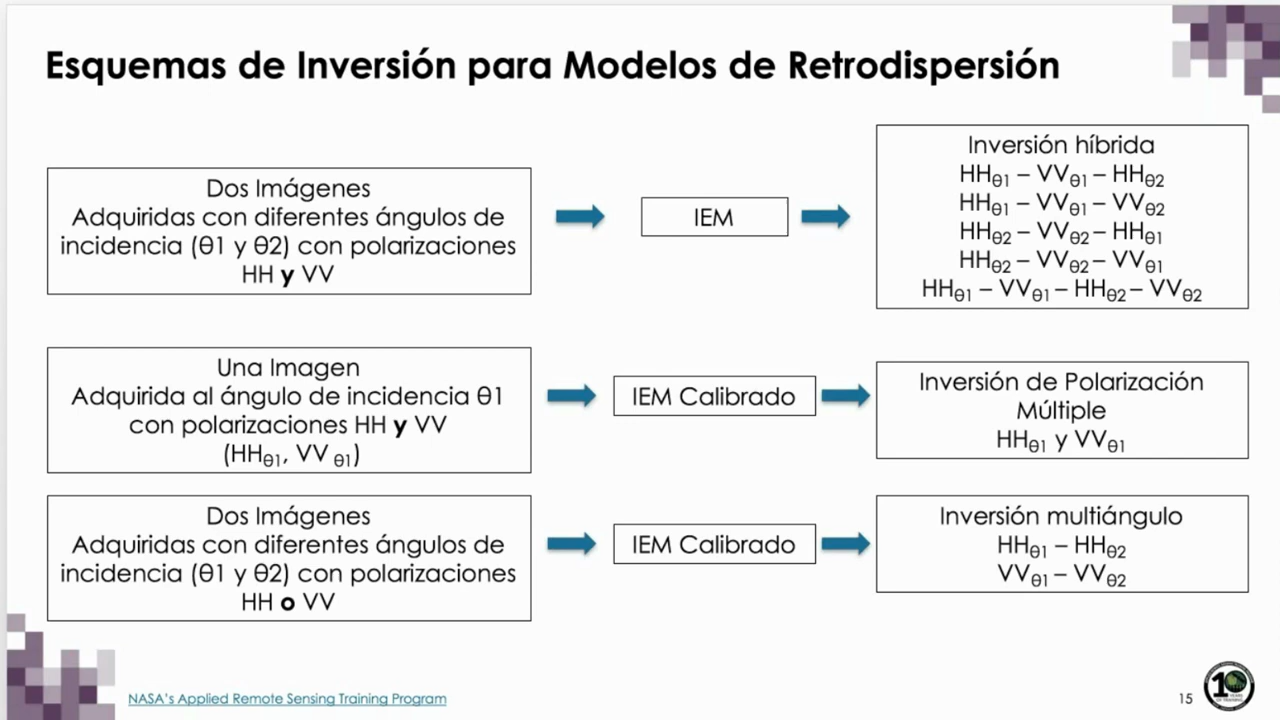 Esquemas de Inversión para Modelos de Retrodispersión
Dos Imágenes
Adquiridas con diferentes ángulos de
incidencia (θ1 y θ2) con polarizaciones
HH y VV
IEM
Inversión híbrida
HHθ1 – VVθ1 – HHθ2
HHθ1 – VVθ1 – VVθ2
HHθ2 – VVθ2 – HHθ1
HHθ2 – VVθ2 – VVθ1
HHθ1 – VVθ1 – HHθ2 – VVθ2
Una Imagen
Adquirida al ángulo de incidencia θ1
con polarizaciones HH y VV
(HHθ1, VV θ1)
IEM Calibrado
Inversión de Polarización
Múltiple
HHθ1 y VVθ1
Dos Imágenes
Adquiridas con diferentes ángulos de
incidencia (θ1 y θ2) con polarizaciones
HH o VV
IEM Calibrado
Inversión multiángulo
HHθ1 – HHθ2
VVθ1 – VVθ2
NASA's Applied Remote Sensing Training Program
15